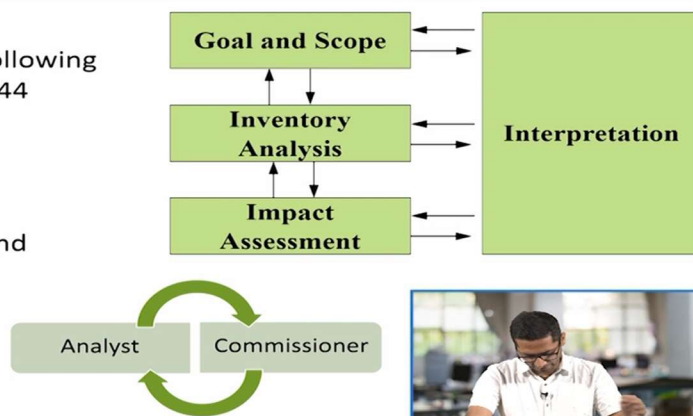 ollowing
44
nd
Goal and Scope
Inventory
Analysis
Impact
Assessment
Interpretation
Analyst
Commissioner